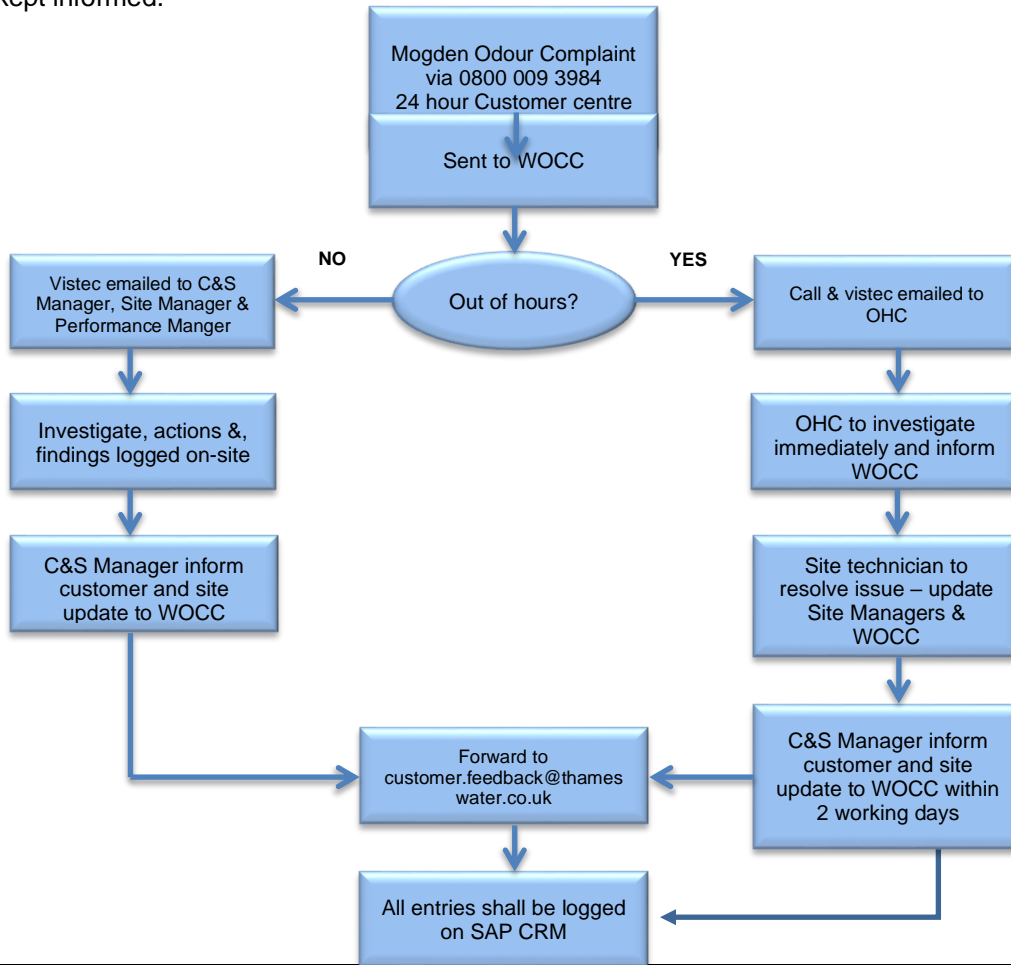 kept informed.
Mogden Odour Complaint
via 0800 009 3984
24 hour Customer centre
Sent to WOCC
NO
YES
Out of hours?
Vistec emailed to C&S
Manager, Site Manager &
Performance Manger
Call & vistec emailed to
OHC
Investigate, actions &,
findings logged on-site
OHC to investigate
immediately and inform
WOCC
C&S Manager inform
customer and site
update to WOCC
Site technician to
resolve issue – update
Site Managers &
WOCC
Forward to
customer.feedback@thames
water.co.uk
C&S Manager inform
customer and site
update to WOCC within
2 working days
All entries shall be logged
on SAP CRM